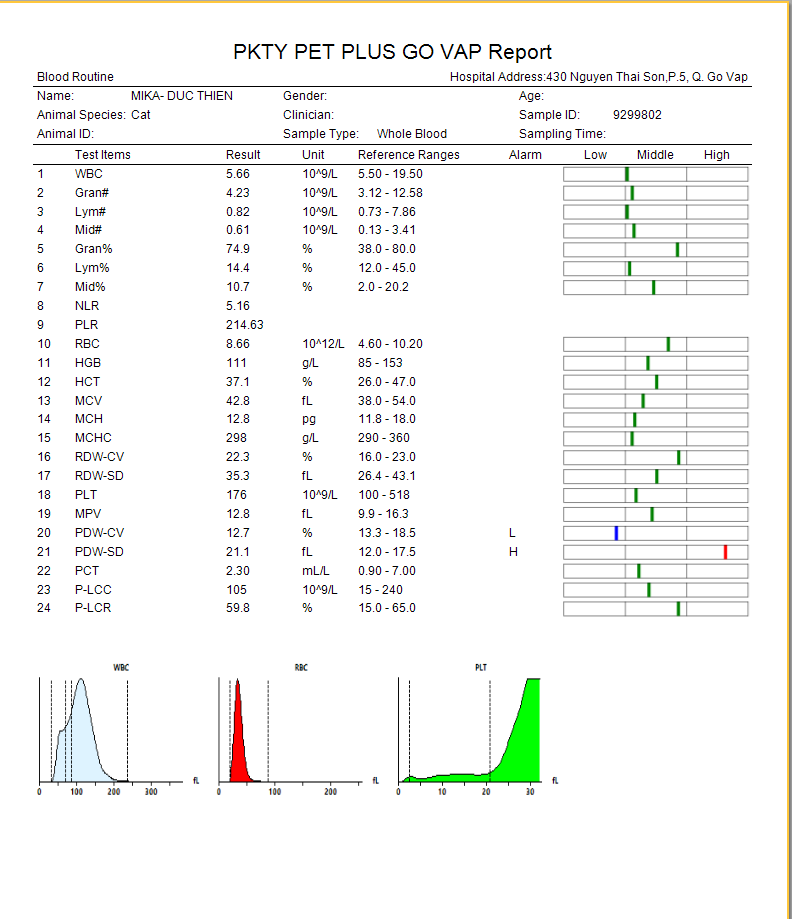 PKTY PET PLUS GO VAP Report
Blood Routine Hospital Address:430 Nguyen Thai Son,P.5, Q. Go Vap
Name: MIKA- DUC THIEN Gender: Age:
Animal Species: Cat Clinician: Sample ID: 9299802
Animal ID: Sample Type: Whole Blood Sampling Time:
Test Items Result Unit Reference Ranges Alarm Low Middle High
1 WBC 5.66 10^9/L 5.50 - 19.50
2 Gran# 4.23 10^9/L 3.12 - 12.58
3 Lym# 0.82 10^9/L 0.73 - 7.86
4 Mid# 0.61 10^9/L 0.13 - 3.41
5 Gran% 74.9 % 38.0 - 80.0
6 Lym% 14.4 % 12.0 - 45.0
7 Mid% 10.7 % 2.0 - 20.2
8 NLR 5.16
9 PLR 214.63
10 RBC 8.66 10^12/L 4.60 - 10.20
11 HGB 111 g/L 85 - 153
12 HCT 37.1 % 26.0 - 47.0
13 MCV 42.8 fL 38.0 - 54.0
14 MCH 12.8 pg 11.8 - 18.0
15 MCHC 298 g/L 290 - 360
16 RDW-CV 22.3 % 16.0 - 23.0
17 RDW-SD 35.3 fL 26.4 - 43.1
18 PLT 176 10^9/L 100 - 518
19 MPV 12.8 fL 9.9 - 16.3
20 PDW-CV 12.7 % 13.3 - 18.5 L
21 PDW-SD 21.1 fL 12.0 - 17.5 H
22 PCT 2.30 mL/L 0.90 - 7.00
23 P-LCC 105 10^9/L 15 - 240
24 P-LCR 59.8 % 15.0 - 65.0
WBC RBC PLT
fL fL fL
0 100 200 300 0 100 200 0 10 20 30